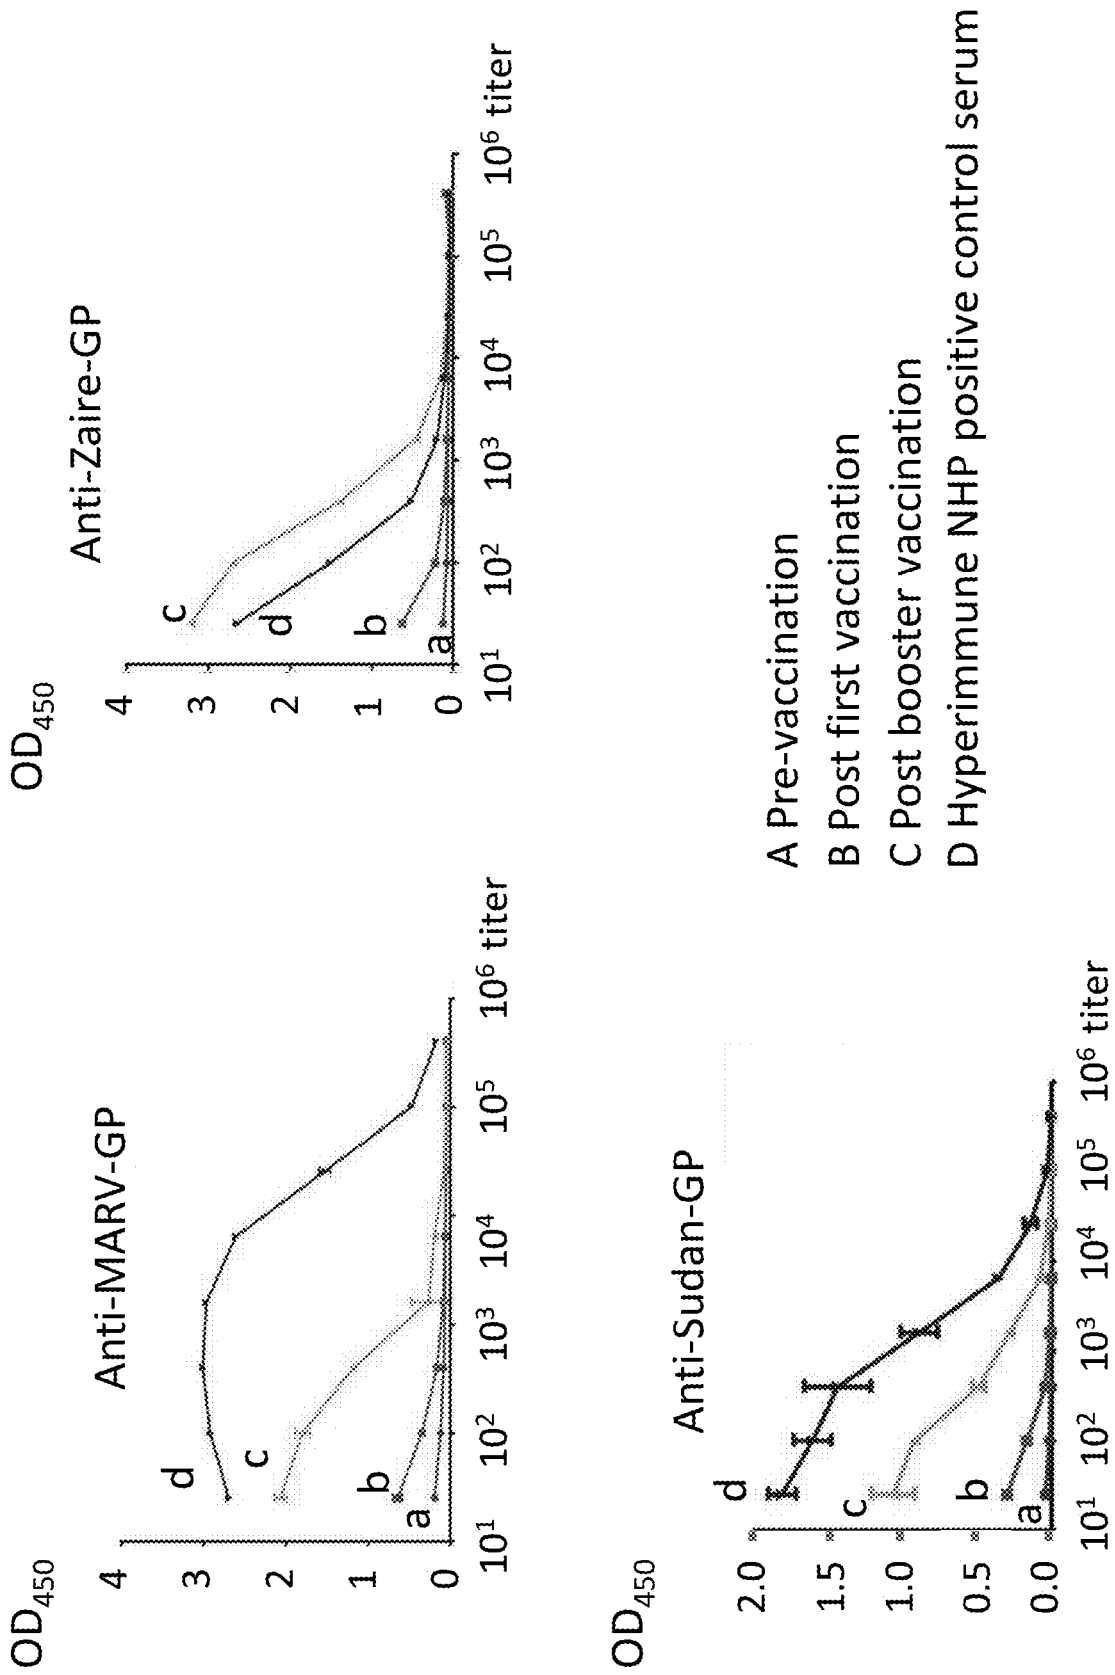 OD450
Anti-MARV-GP
4
3
2
1
0
d
c
b
a
10¹ 10² 10³ 10⁴ 10⁵ 10⁶ titer
OD450
Anti-Zaire-GP
4
3
2
1
0
c
d
b
a
10¹ 10² 10³ 10⁴ 10⁵ 10⁶ titer
OD450
Anti-Sudan-GP
2.0
1.5
1.0
0.5
0.0
d
c
b
a
10¹ 10² 10³ 10⁴ 10⁵ 10⁶ titer
A Pre-vaccination
B Post first vaccination
C Post booster vaccination
D Hyperimmune NHP positive control serum